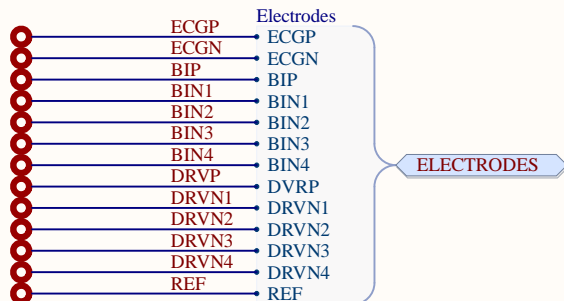 Electrodes
ECGP ECGP
ECGN ECGN
BIP BIP
BIN1 BIN1
BIN2 BIN2
BIN3 BIN3
BIN4 BIN4
ELECTRODES
DRVP DVRP
DRVN1 DRVN1
DRVN2 DRVN2
DRVN3 DRVN3
DRVN4 DRVN4
REF REF